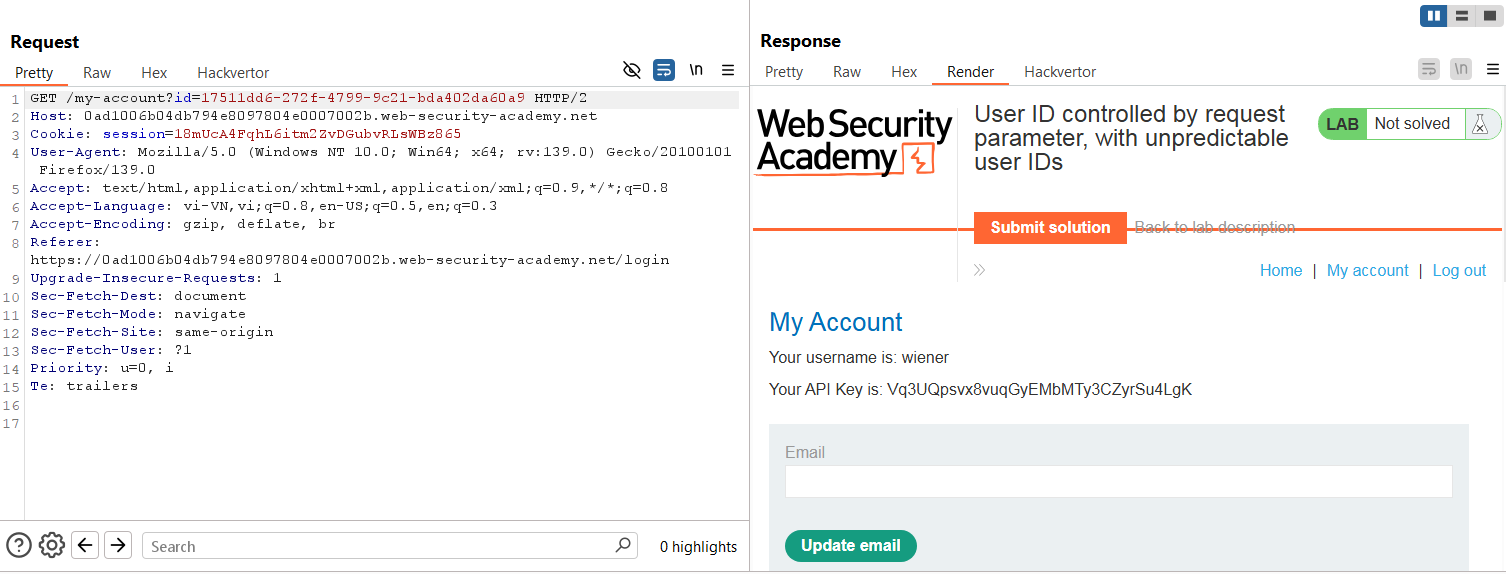 Request
Pretty Raw Hex Hackvertor
\n
1 GET /my-account?id=17511dd6-272f-4799-9c21-bda402da60a9 HTTP/2
2 Host: 0ad1006b04db794e8097804e0007002b.web-security-academy.net
3 Cookie: session=18mUcA4FqhL6itm2ZvDGubvRLsWBz865
4 User-Agent: Mozilla/5.0 (Windows NT 10.0; Win64; x64; rv:139.0) Gecko/20100101
Firefox/139.0
5 Accept: text/html,application/xhtml+xml,application/xml;q=0.9,*/*;q=0.8
6 Accept-Language: vi-VN,vi;q=0.8,en-US;q=0.5,en;q=0.3
7 Accept-Encoding: gzip, deflate, br
8 Referer:
https://0ad1006b04db794e8097804e0007002b.web-security-academy.net/login
9 Upgrade-Insecure-Requests: 1
10 Sec-Fetch-Dest: document
11 Sec-Fetch-Mode: navigate
12 Sec-Fetch-Site: same-origin
13 Sec-Fetch-User: ?1
14 Priority: u=0, i
15 Te: trailers
16
17
Search
0 highlights
Response
Pretty Raw Hex Render Hackvertor
\n
Web Security
Academy
User ID controlled by request
parameter, with unpredictable
user IDs
LAB Not solved
Submit solution Back to lab description
Home | My account | Log out
My Account
Your username is: wiener
Your API Key is: Vq3UQpsvx8vuqGyEMbMTy3CZyrSu4LgK
Email
Update email